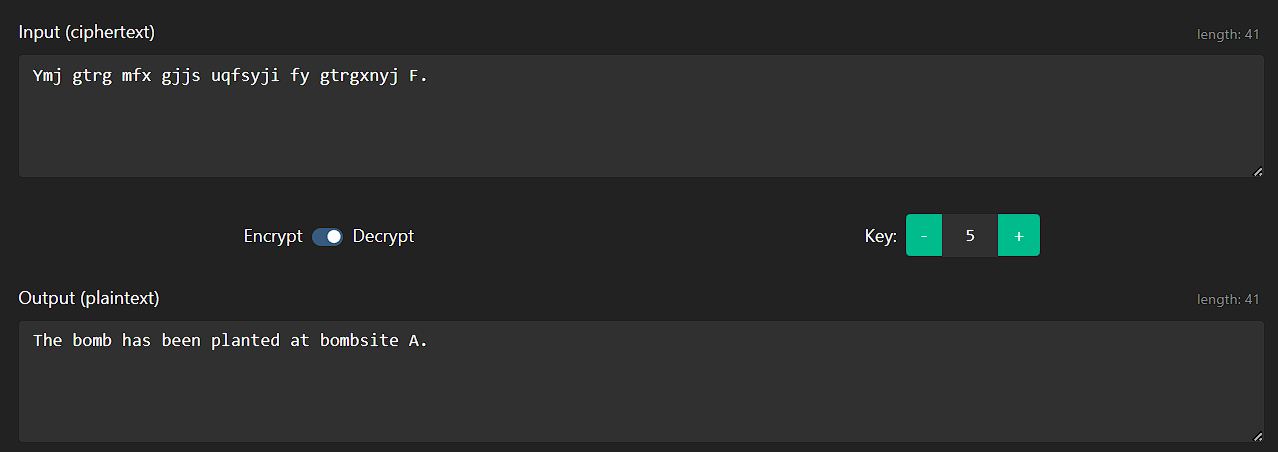 Input (ciphertext) length: 41
Ymj gtrg mfx gjjs uqfsyji fy gtrgxnyj F.
Encrypt Decrypt Key: - 5 +
Output (plaintext) length: 41
The bomb has been planted at bombsite A.